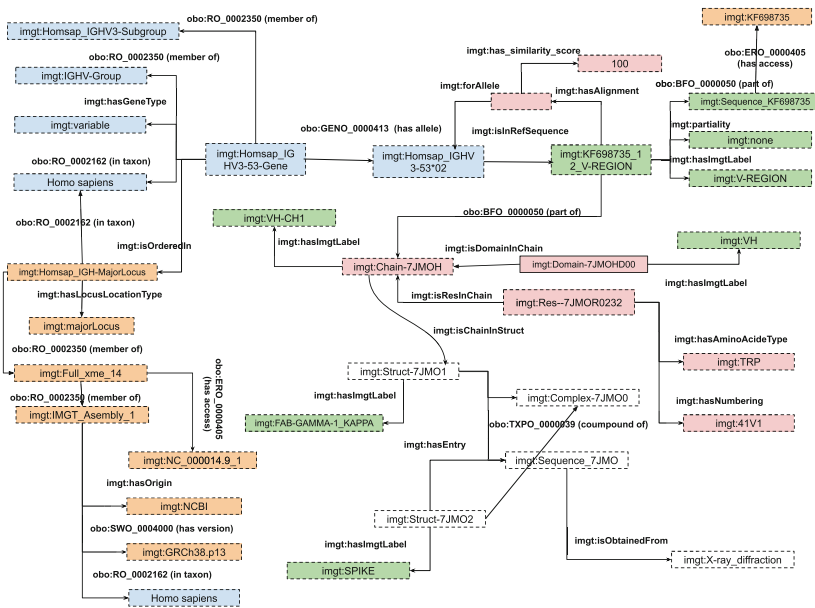 obo:RO_0002350 (member of)
imgt:KF698735
imgt:Homsap_IGHV3-Subgroup
imgt:has_similarity_score
obo:RO_0002350 (member of)
obo:ERO_0000405
(has access)
100
imgt:IGHV-Group
imgt:forAllele
imgt:hasAlignment
obo:BFO_0000050 (part of)
imgt:hasGeneType
imgt:Sequence_KF698735
imgt:variable
obo:GENO_0000413 (has allele)
imgt:isInRefSequence
imgt:partiality
imgt:none
imgt:Homsap_IG
HV3-53-Gene
imgt:Homsap_IGHV
3-53*02
imgt:KF698735_1
2_V-REGION
obo:RO_0002162 (in taxon)
imgt:hasImgtLabel
Homo sapiens
imgt:V-REGION
obo:RO_0002162 (in taxon)
imgt:VH-CH1
obo:BFO_0000050 (part of)
imgt:isOrderedIn
imgt:hasImgtLabel
imgt:isDomainInChain
imgt:VH
imgt:Homsap_IGH-MajorLocus
imgt:Chain-7JMOH
imgt:Domain-7JMOHD00
imgt:hasImgtLabel
imgt:hasLocusLocationType
imgt:isResInChain
imgt:Res--7JMOR0232
imgt:majorLocus
imgt:isChainInStruct
imgt:hasAminoAcideType
obo:RO_0002350 (member of)
imgt:TRP
imgt:Full_xme_14
obo:ERO_0000405
(has access)
imgt:Struct-7JMO1
obo:RO_0002350 (member of)
imgt:hasImgtLabel
imgt:Complex-7JMO0
imgt:hasNumbering
imgt:IMGT_Asembly_1
imgt:FAB-GAMMA-1_KAPPA
obo:TXPO_0000039 (coumpound of)
imgt:41V1
imgt:hasEntry
imgt:NC_000014.9_1
imgt:Sequence_7JMO
imgt:hasOrigin
imgt:NCBI
imgt:Struct-7JMO2
obo:SWO_0004000 (has version)
imgt:hasImgtLabel
imgt:isObtainedFrom
imgt:GRCh38.p13
imgt:X-ray_diffraction
obo:RO_0002162 (in taxon)
imgt:SPIKE
Homo sapiens